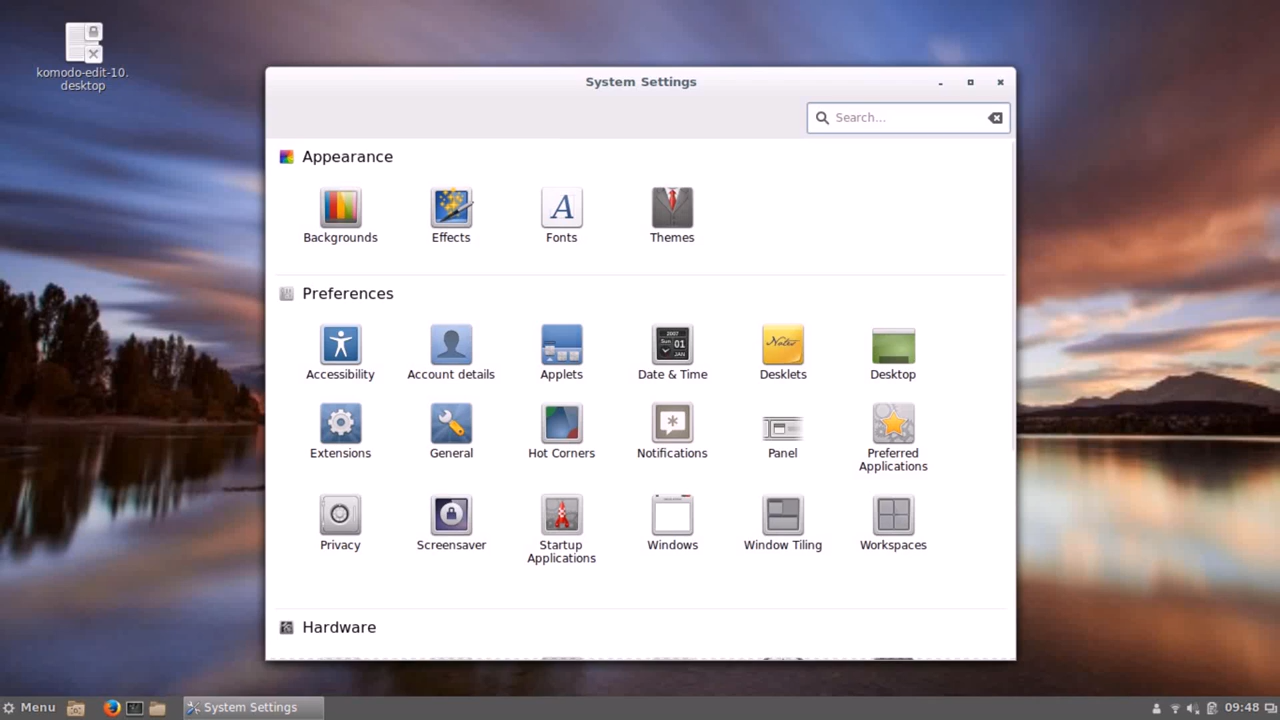 komodo-edit-10.
desktop
System Settings
Search...
Appearance
Backgrounds
Effects
Fonts
Themes
Preferences
Accessibility
Account details
Applets
Date & Time
Desklets
Desktop
Extensions
General
Hot Corners
Notifications
Panel
Preferred
Applications
Privacy
Screensaver
Startup
Applications
Windows
Window Tiling
Workspaces
Hardware
Menu
System Settings
09:48